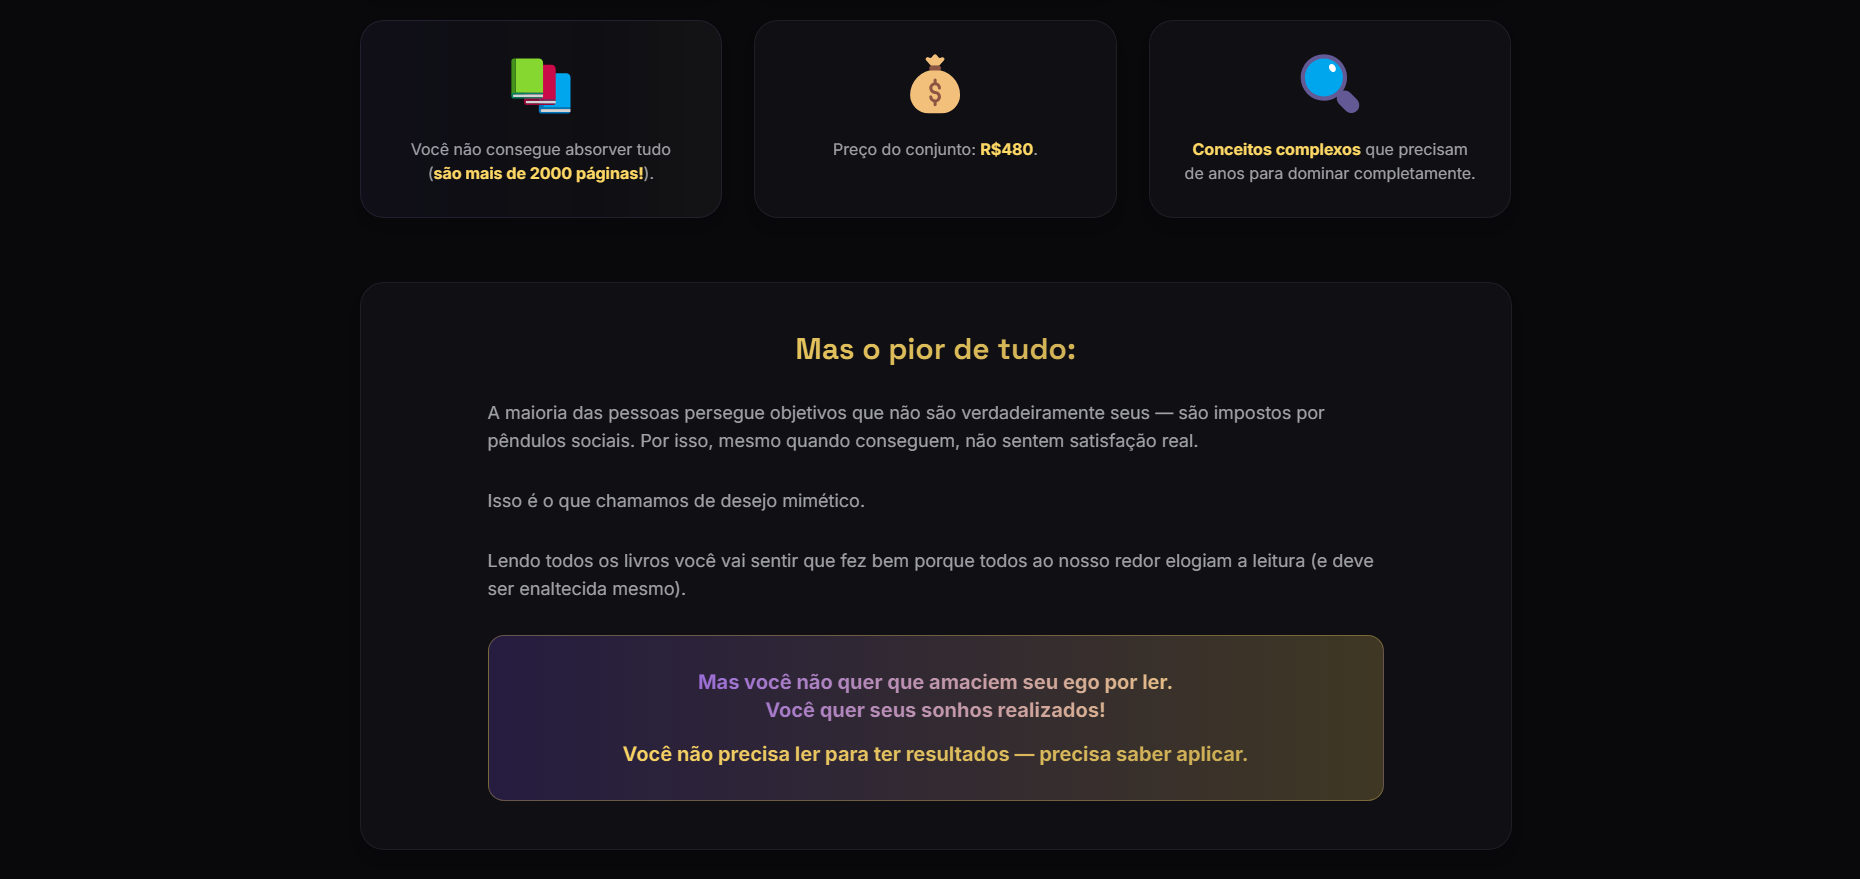 Você não consegue absorver tudo
(são mais de 2000 páginas!).
$
Preço do conjunto: R$480.
Conceitos complexos que precisam
de anos para dominar completamente.
Mas o pior de tudo:
A maioria das pessoas persegue objetivos que não são verdadeiramente seus — são impostos por
pêndulos sociais. Por isso, mesmo quando conseguem, não sentem satisfação real.
Isso é o que chamamos de desejo mimético.
Lendo todos os livros você vai sentir que fez bem porque todos ao nosso redor elogiam a leitura (e deve
ser enaltecida mesmo).
Mas você não quer que amaciem seu ego por ler.
Você quer seus sonhos realizados!
Você não precisa ler para ter resultados — precisa saber aplicar.